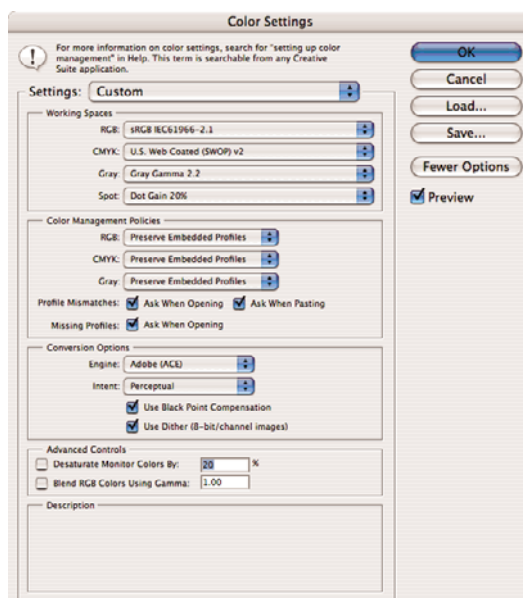 Color Settings
For more information on color settings, search for "setting up color
management" in Help. This term is searchable from any Creative
Suite application.
OK
Cancel
Load...
Save...
Fewer Options
Preview
Settings: Custom
Working Spaces
RGB: sRGB IEC61966-2.1
CMYK: U.S. Web Coated (SWOP) v2
Gray: Gray Gamma 2.2
Spot: Dot Gain 20%
Color Management Policies
RGB: Preserve Embedded Profiles
CMYK: Preserve Embedded Profiles
Gray: Preserve Embedded Profiles
Profile Mismatches: Ask When Opening Ask When Pasting
Missing Profiles: Ask When Opening
Conversion Options
Engine: Adobe (ACE)
Intent: Perceptual
Use Black Point Compensation
Use Dither (8-bit/channel images)
Advanced Controls
Desaturate Monitor Colors By: 20 %
Blend RGB Colors Using Gamma: 1.00
Description